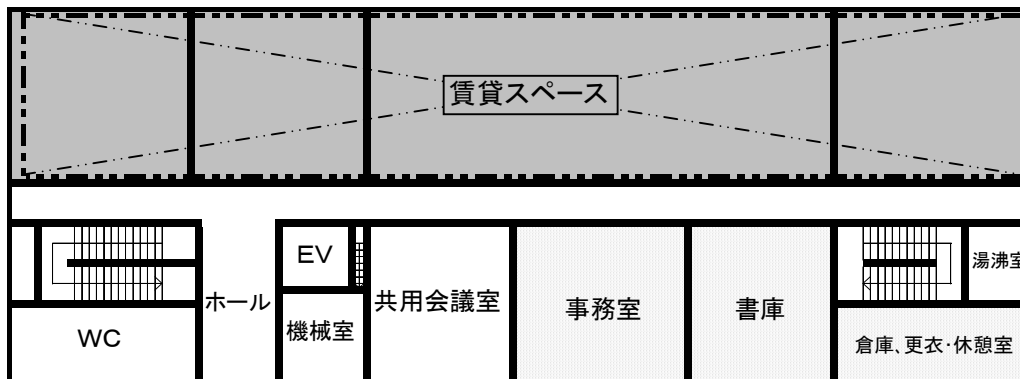 賃貸スペース
EV
湯沸室
ホール
共用会議室
事務室
書庫
WC
機械室
倉庫、更衣・休憩室